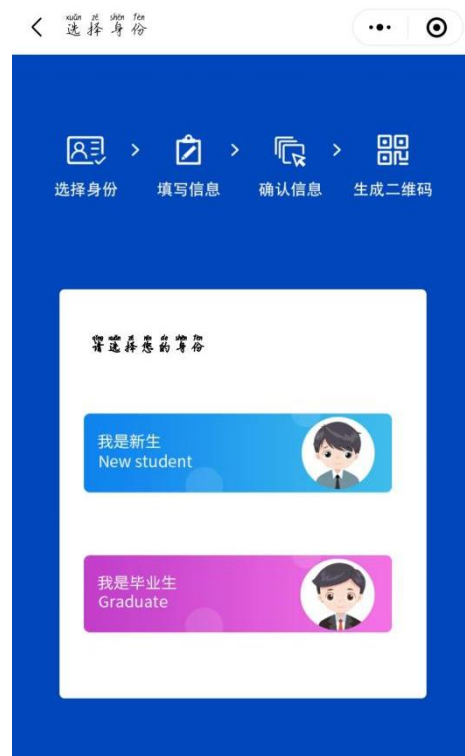 选择身份
选择身份 填写信息 确认信息 生成二维码
请选择您的身份
我是新生
New student
我是毕业生
Graduate